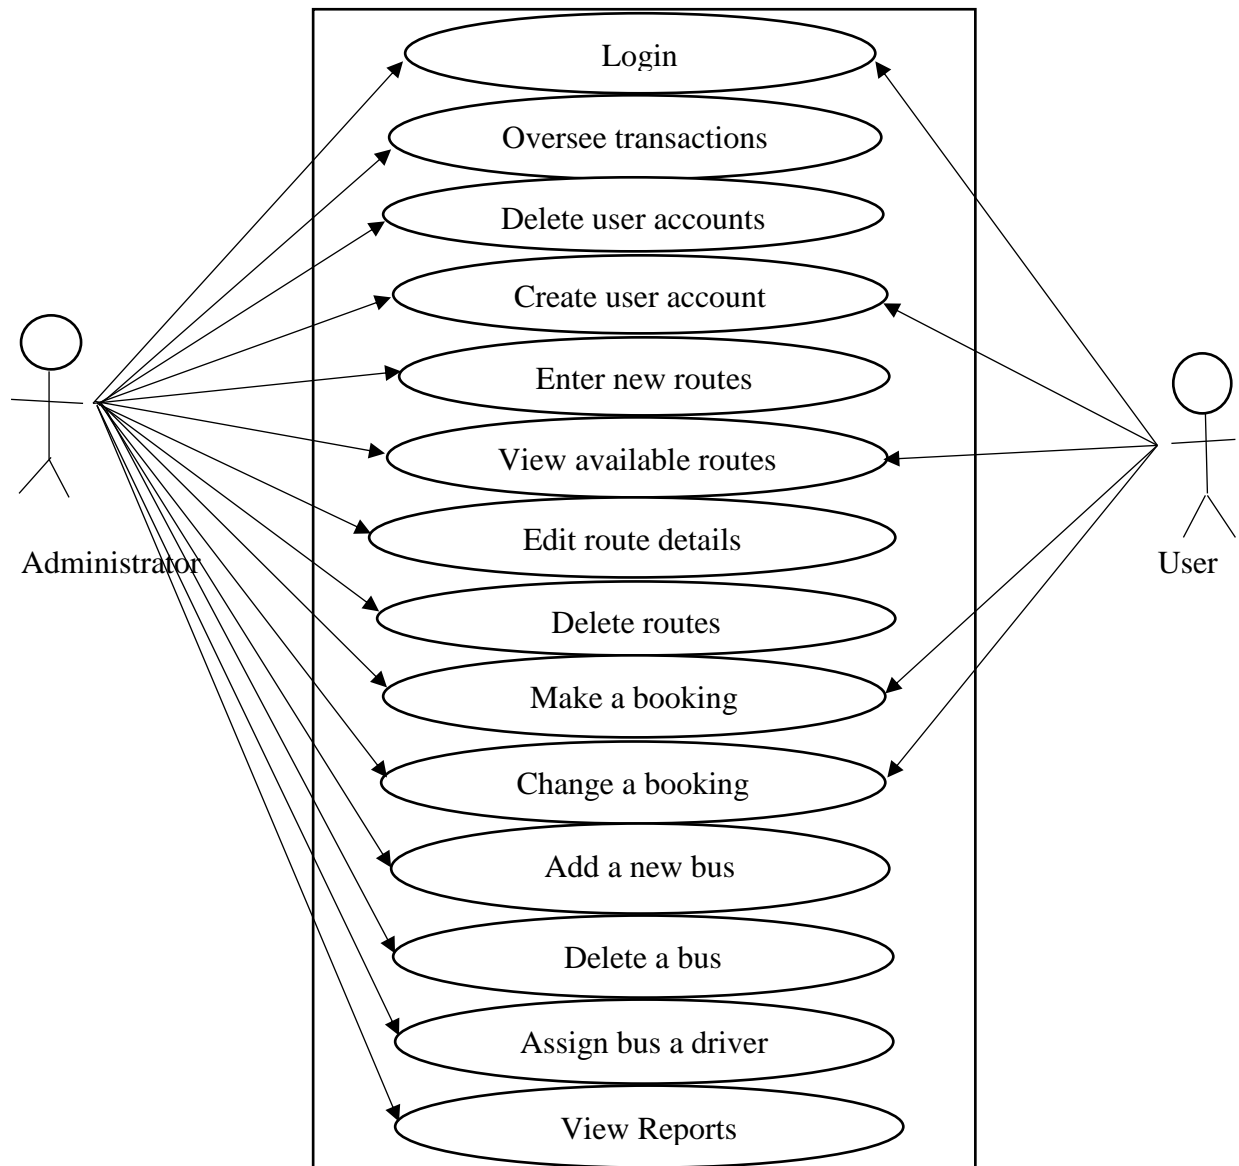 Login
Oversee transactions
Delete user accounts
Create user account
Enter new routes
View available routes
Edit route details
Administrator
User
Delete routes
Make a booking
Change a booking
Add a new bus
Delete a bus
Assign bus a driver
View Reports